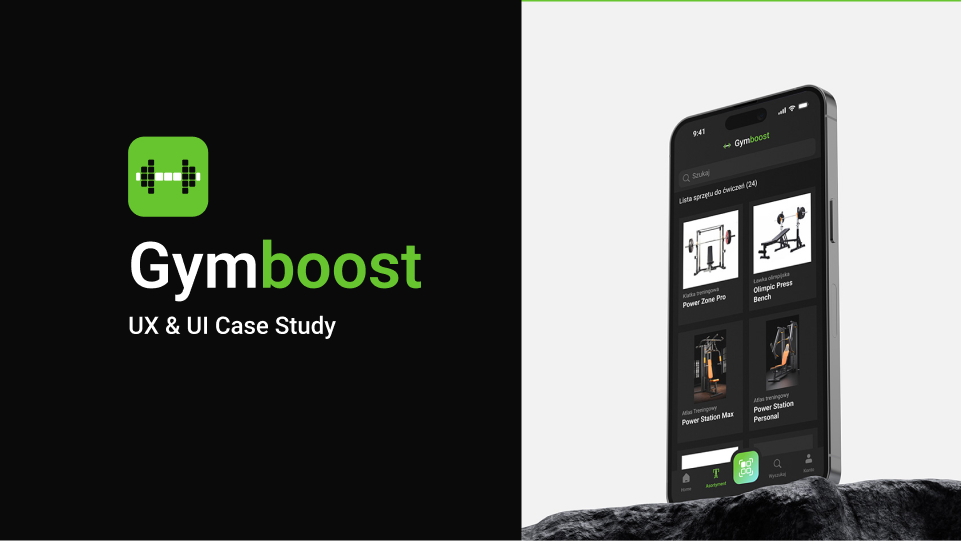 Gymboost
UX & UI Case Study
9:41
Gymboost
Szukaj
Lista sprzętu do ćwiczeń (24)
Klatka treningowa
Power Zone Pro
Ławka olimpijska
Olimpic Press
Bench
Atlas Treningowy
Power Station Max
Atlas treningowy
Power Station
Personal
Home
Asortyment
Wyszukaj